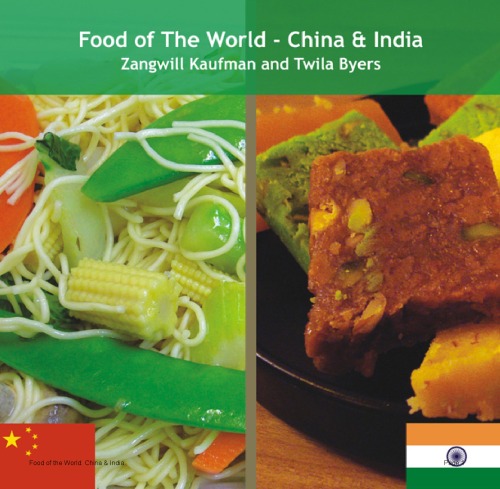 Food of The World - China & India
Zangwill Kaufman and Twila Byers
Food of the World: China & India.